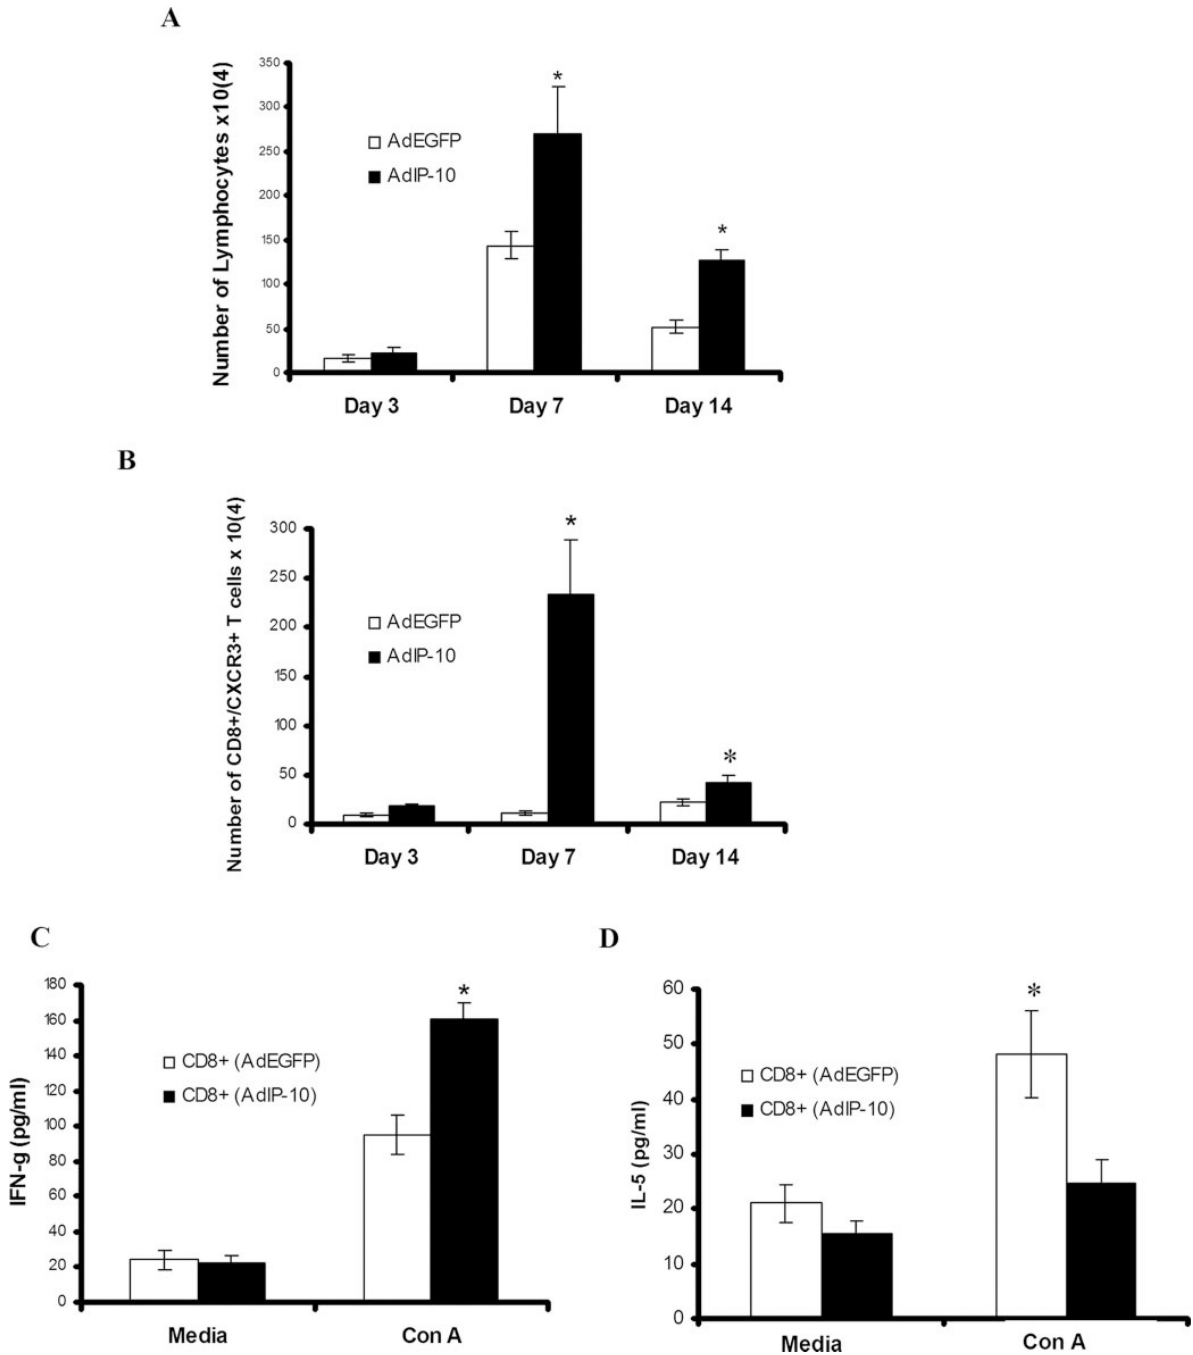 A
Number of Lymphocytes x10(4)
350
300
250
200
150
100
50
0
AdEGFP
AdIP-10
*
*
Day 3
Day 7
Day 14
B
Number of CD8+/CXCR3+ T cells x 10(4)
300
250
200
150
100
50
0
AdEGFP
AdIP-10
*
*
Day 3
Day 7
Day 14
C
IFN-g (pg/ml)
180
160
140
120
100
80
60
40
20
0
CD8+ (AdEGFP)
CD8+ (AdIP-10)
*
Media
Con A
D
IL-5 (pg/ml)
60
50
40
30
20
10
0
CD8+ (AdEGFP)
CD8+ (AdIP-10)
*
Media
Con A